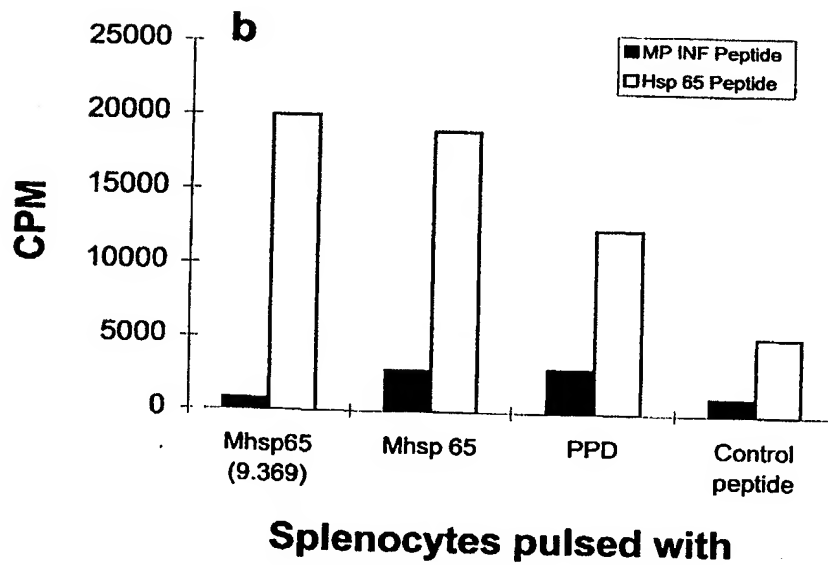 b
MP INF Peptide
Hsp 65 Peptide
25000
20000
15000
10000
5000
0
CPM
Mhsp65
(9.369)
Mhsp 65
PPD
Control
peptide
Splenocytes pulsed with